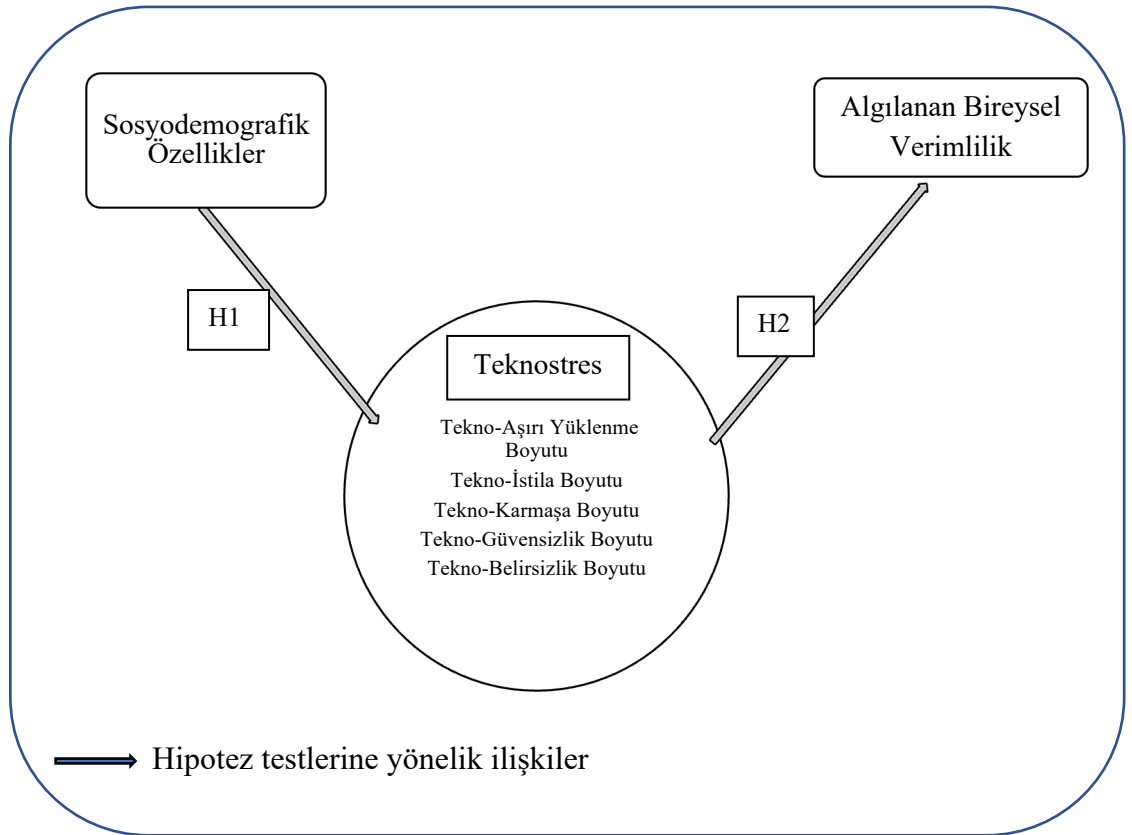 Sosyodemografik
Özellikler
Algılanan Bireysel
Verimlilik
H1
H2
Teknostres
Tekno-Aşırı Yüklenme
Boyutu
Tekno-İstila Boyutu
Tekno-Karmaşa Boyutu
Tekno-Güvensizlik Boyutu
Tekno-Belirsizlik Boyutu
Hipotez testlerine yönelik ilişkiler